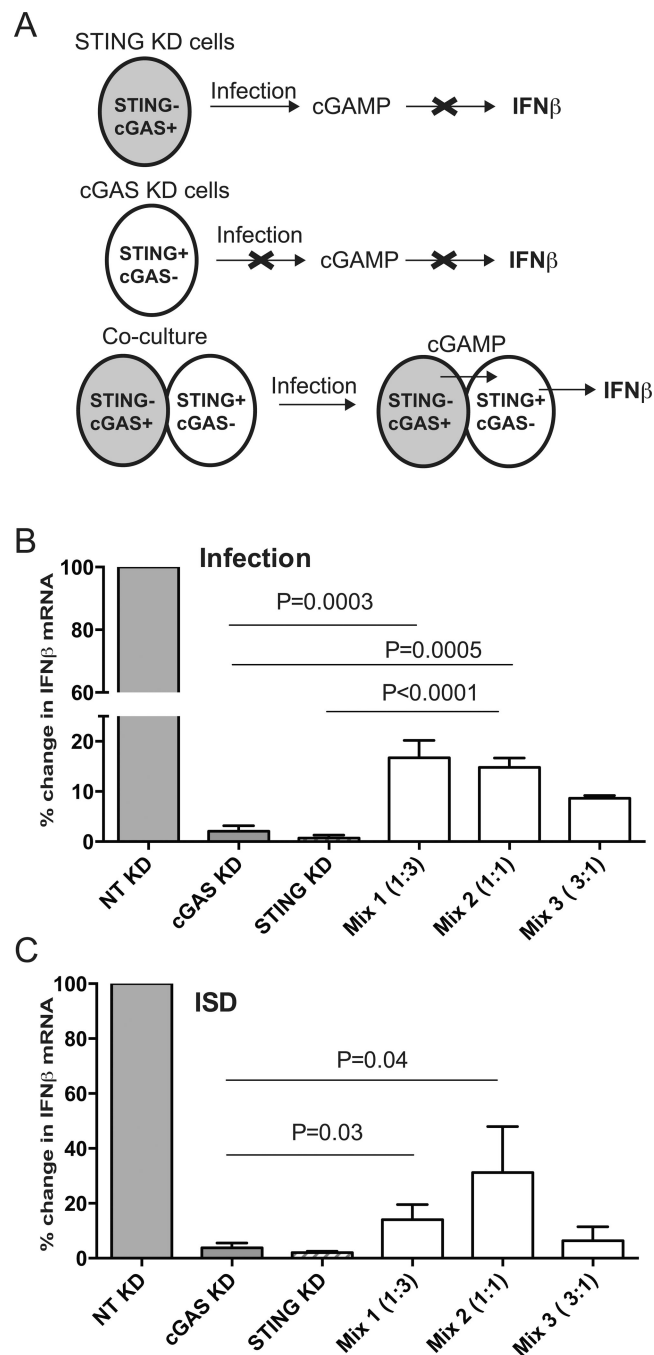 A
STING KD cells
STING-
cGAS+
Infection
cGAMP
IFNβ
cGAS KD cells
STING+
cGAS-
Infection
cGAMP
IFNβ
Co-culture
STING-
cGAS+
STING+
cGAS-
Infection
cGAMP
STING-
cGAS+
STING+
cGAS-
IFNβ
B
Infection
% change in IFNβ mRNA
100
80
60
20
10
0
P=0.0003
P=0.0005
P<0.0001
NT KD
cGAS KD
STING KD
Mix 1 (1:3)
Mix 2 (1:1)
Mix 3 ( 3:1)
C
ISD
% change in IFNβ mRNA
100
80
60
40
20
0
P=0.04
P=0.03
NT KD
cGAS KD
STING KD
Mix 1 (1:3)
Mix 2 (1:1)
Mix 3 ( 3:1)